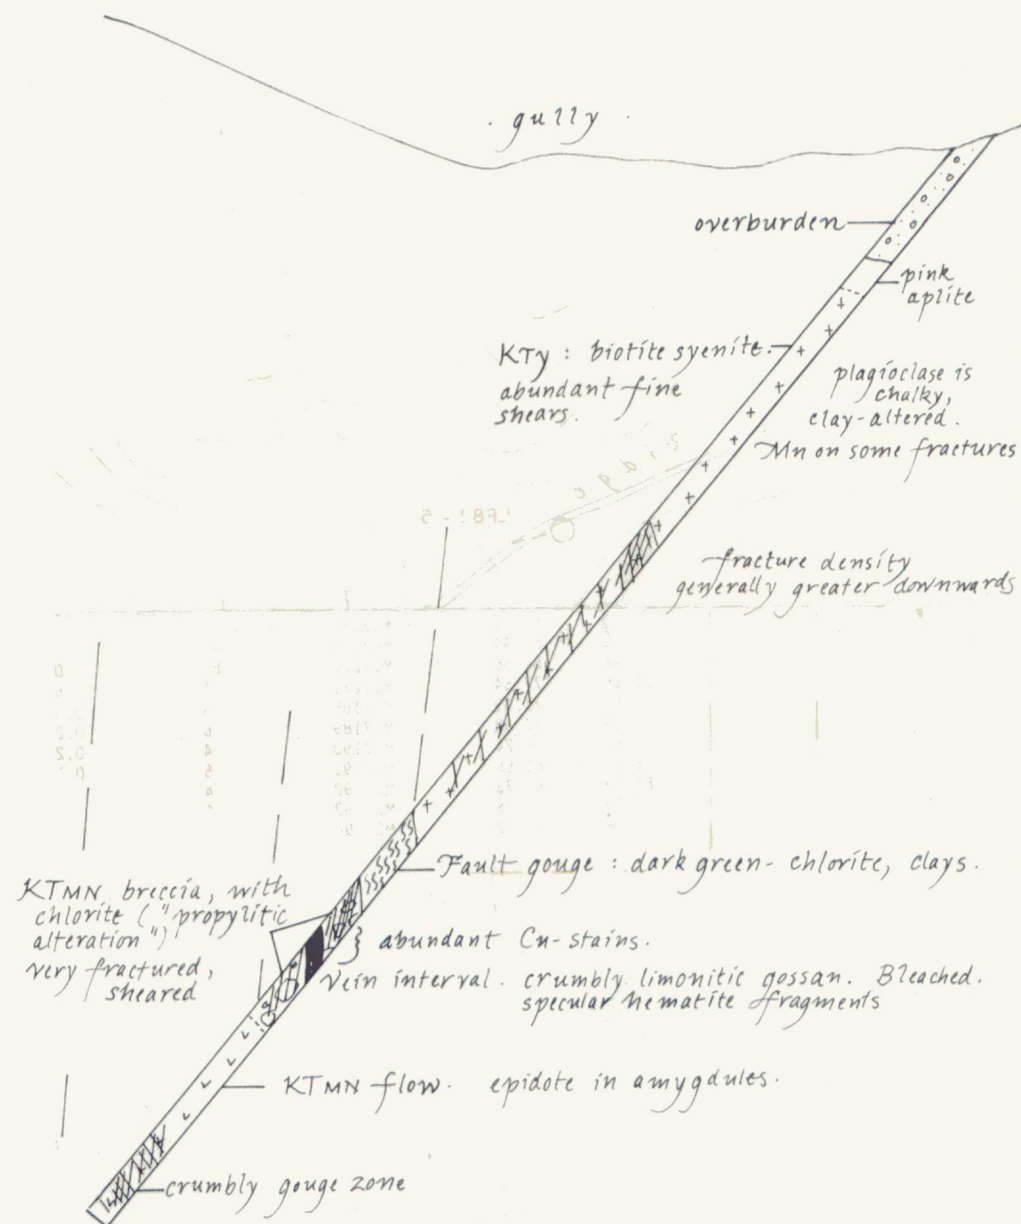 gully
overburden
pink
aplite
KTy : biotite syenite.
abundant fine
shears.
plagioclase is
chalky,
clay-altered.
Mn on some fractures
ridge
LF81-5
fracture density
generally greater downwards
Fault gouge : dark green- chlorite, clays.
KTMN breccia, with
chlorite ("propylitic
alteration")
very fractured,
sheared
abundant Cu-stains.
Vein interval. crumbly limonitic gossan. Bleached.
specular hematite fragments
KTMN flow. epidote in amygdules.
crumbly gouge zone